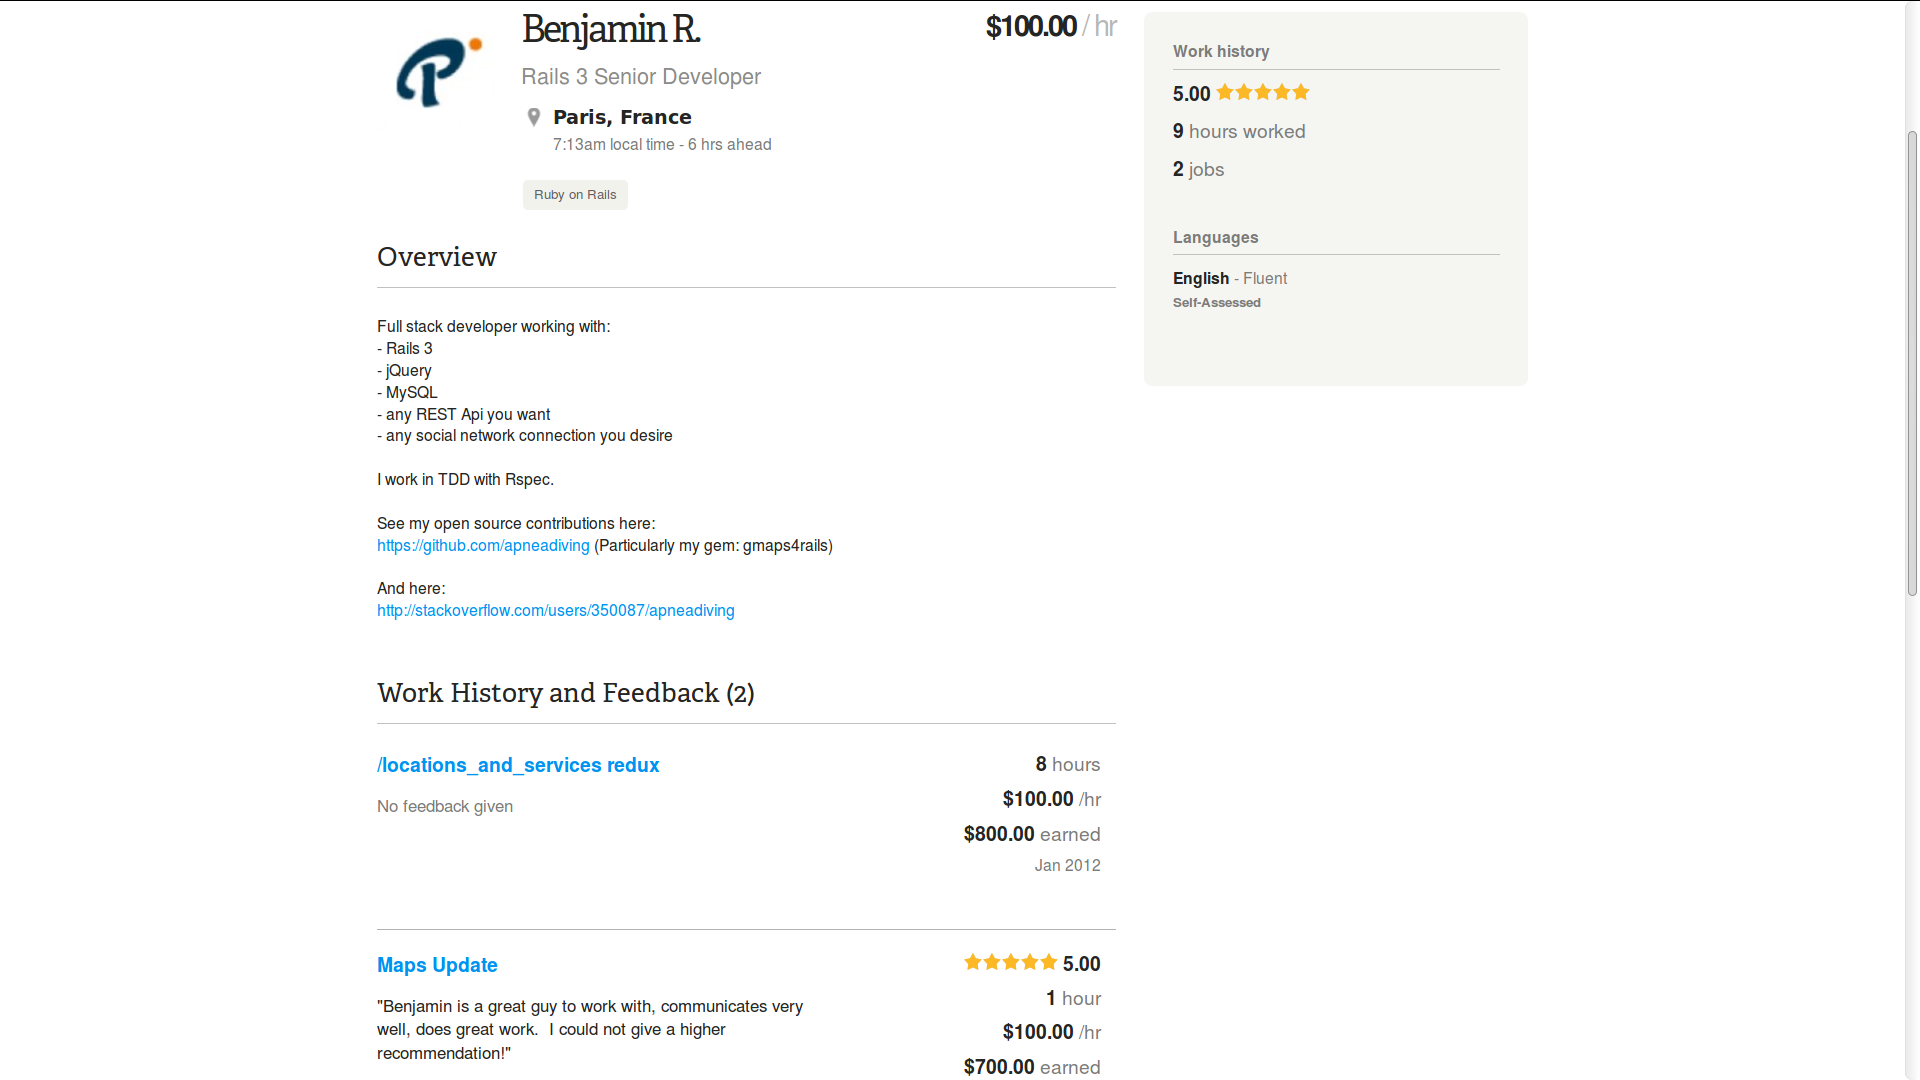 Benjamin R.
$100.00 / hr
Rails 3 Senior Developer
Paris, France
7:13am local time - 6 hrs ahead
Ruby on Rails
Overview
Full stack developer working with:
- Rails 3
- jQuery
- MySQL
- any REST Api you want
- any social network connection you desire
I work in TDD with Rspec.
See my open source contributions here:
https://github.com/apneadiving (Particularly my gem: gmaps4rails)
And here:
http://stackoverflow.com/users/350087/apneadiving
Work History and Feedback (2)
/locations_and_services redux
No feedback given
8 hours
$100.00 /hr
$800.00 earned
Jan 2012
Maps Update
"Benjamin is a great guy to work with, communicates very
well, does great work.  I could not give a higher
recommendation!"
5.00
1 hour
$100.00 /hr
$700.00 earned
Work history
5.00
9 hours worked
2 jobs
Languages
English - Fluent
Self-Assessed